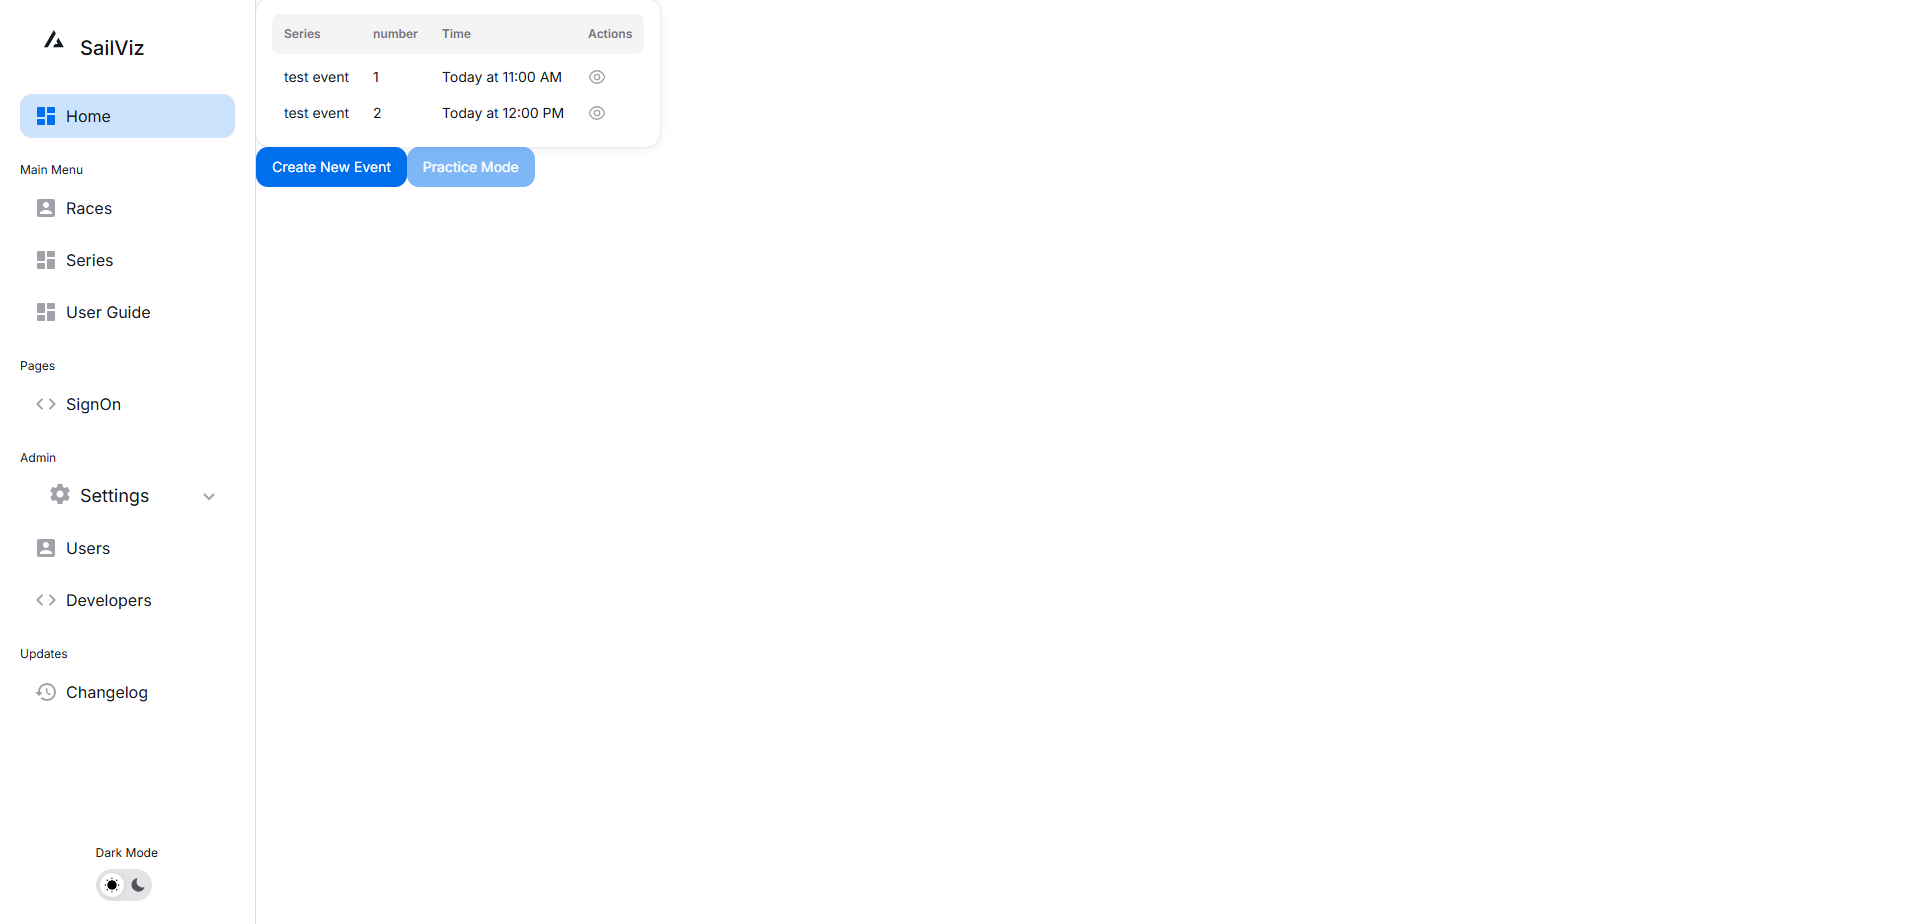 SailViz
Home
Main Menu
Races
Series
User Guide
Pages
SignOn
Admin
Settings
Users
Developers
Updates
Changelog
Dark Mode
Series number Time Actions
test event 1 Today at 11:00 AM
test event 2 Today at 12:00 PM
Create New Event Practice Mode